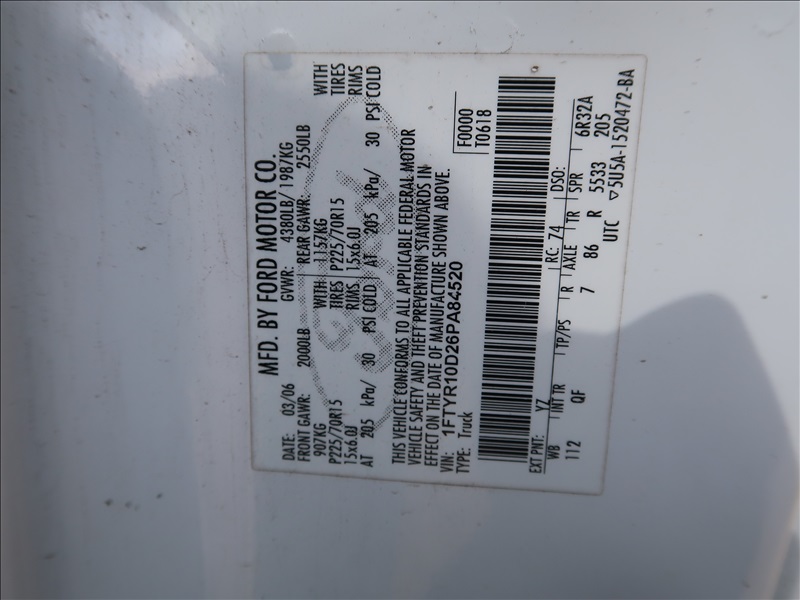 MFD. BY FORD MOTOR CO.
DATE: 03/06 GVWR: 4380LB/ 1987KG
FRONT GAWR: 2000LB REAR GAWR: 2550LB
907KG WITH 1157KG WITH
P225/70R15 TIRES P225/70R15 TIRES
15x6.0J RIMS 15x6.0J RIMS
AT 205 kPa/ 30 PSI COLD AT 205 kPa/ 30 PSI COLD
THIS VEHICLE CONFORMS TO ALL APPLICABLE FEDERAL MOTOR
VEHICLE SAFETY AND THEFT PREVENTION STANDARDS IN
EFFECT ON THE DATE OF MANUFACTURE SHOWN ABOVE.
VIN: 1FTYR10D26PA84520
TYPE: Truck
F0000
T0618
EXT PNT: YZ RC: 74 DSO:
WB INT TR TP/PS R AXLE TR SPR 6R32A
112 QF 7 86 R 5533 205
UTC ▽5U5A-1520472-BA